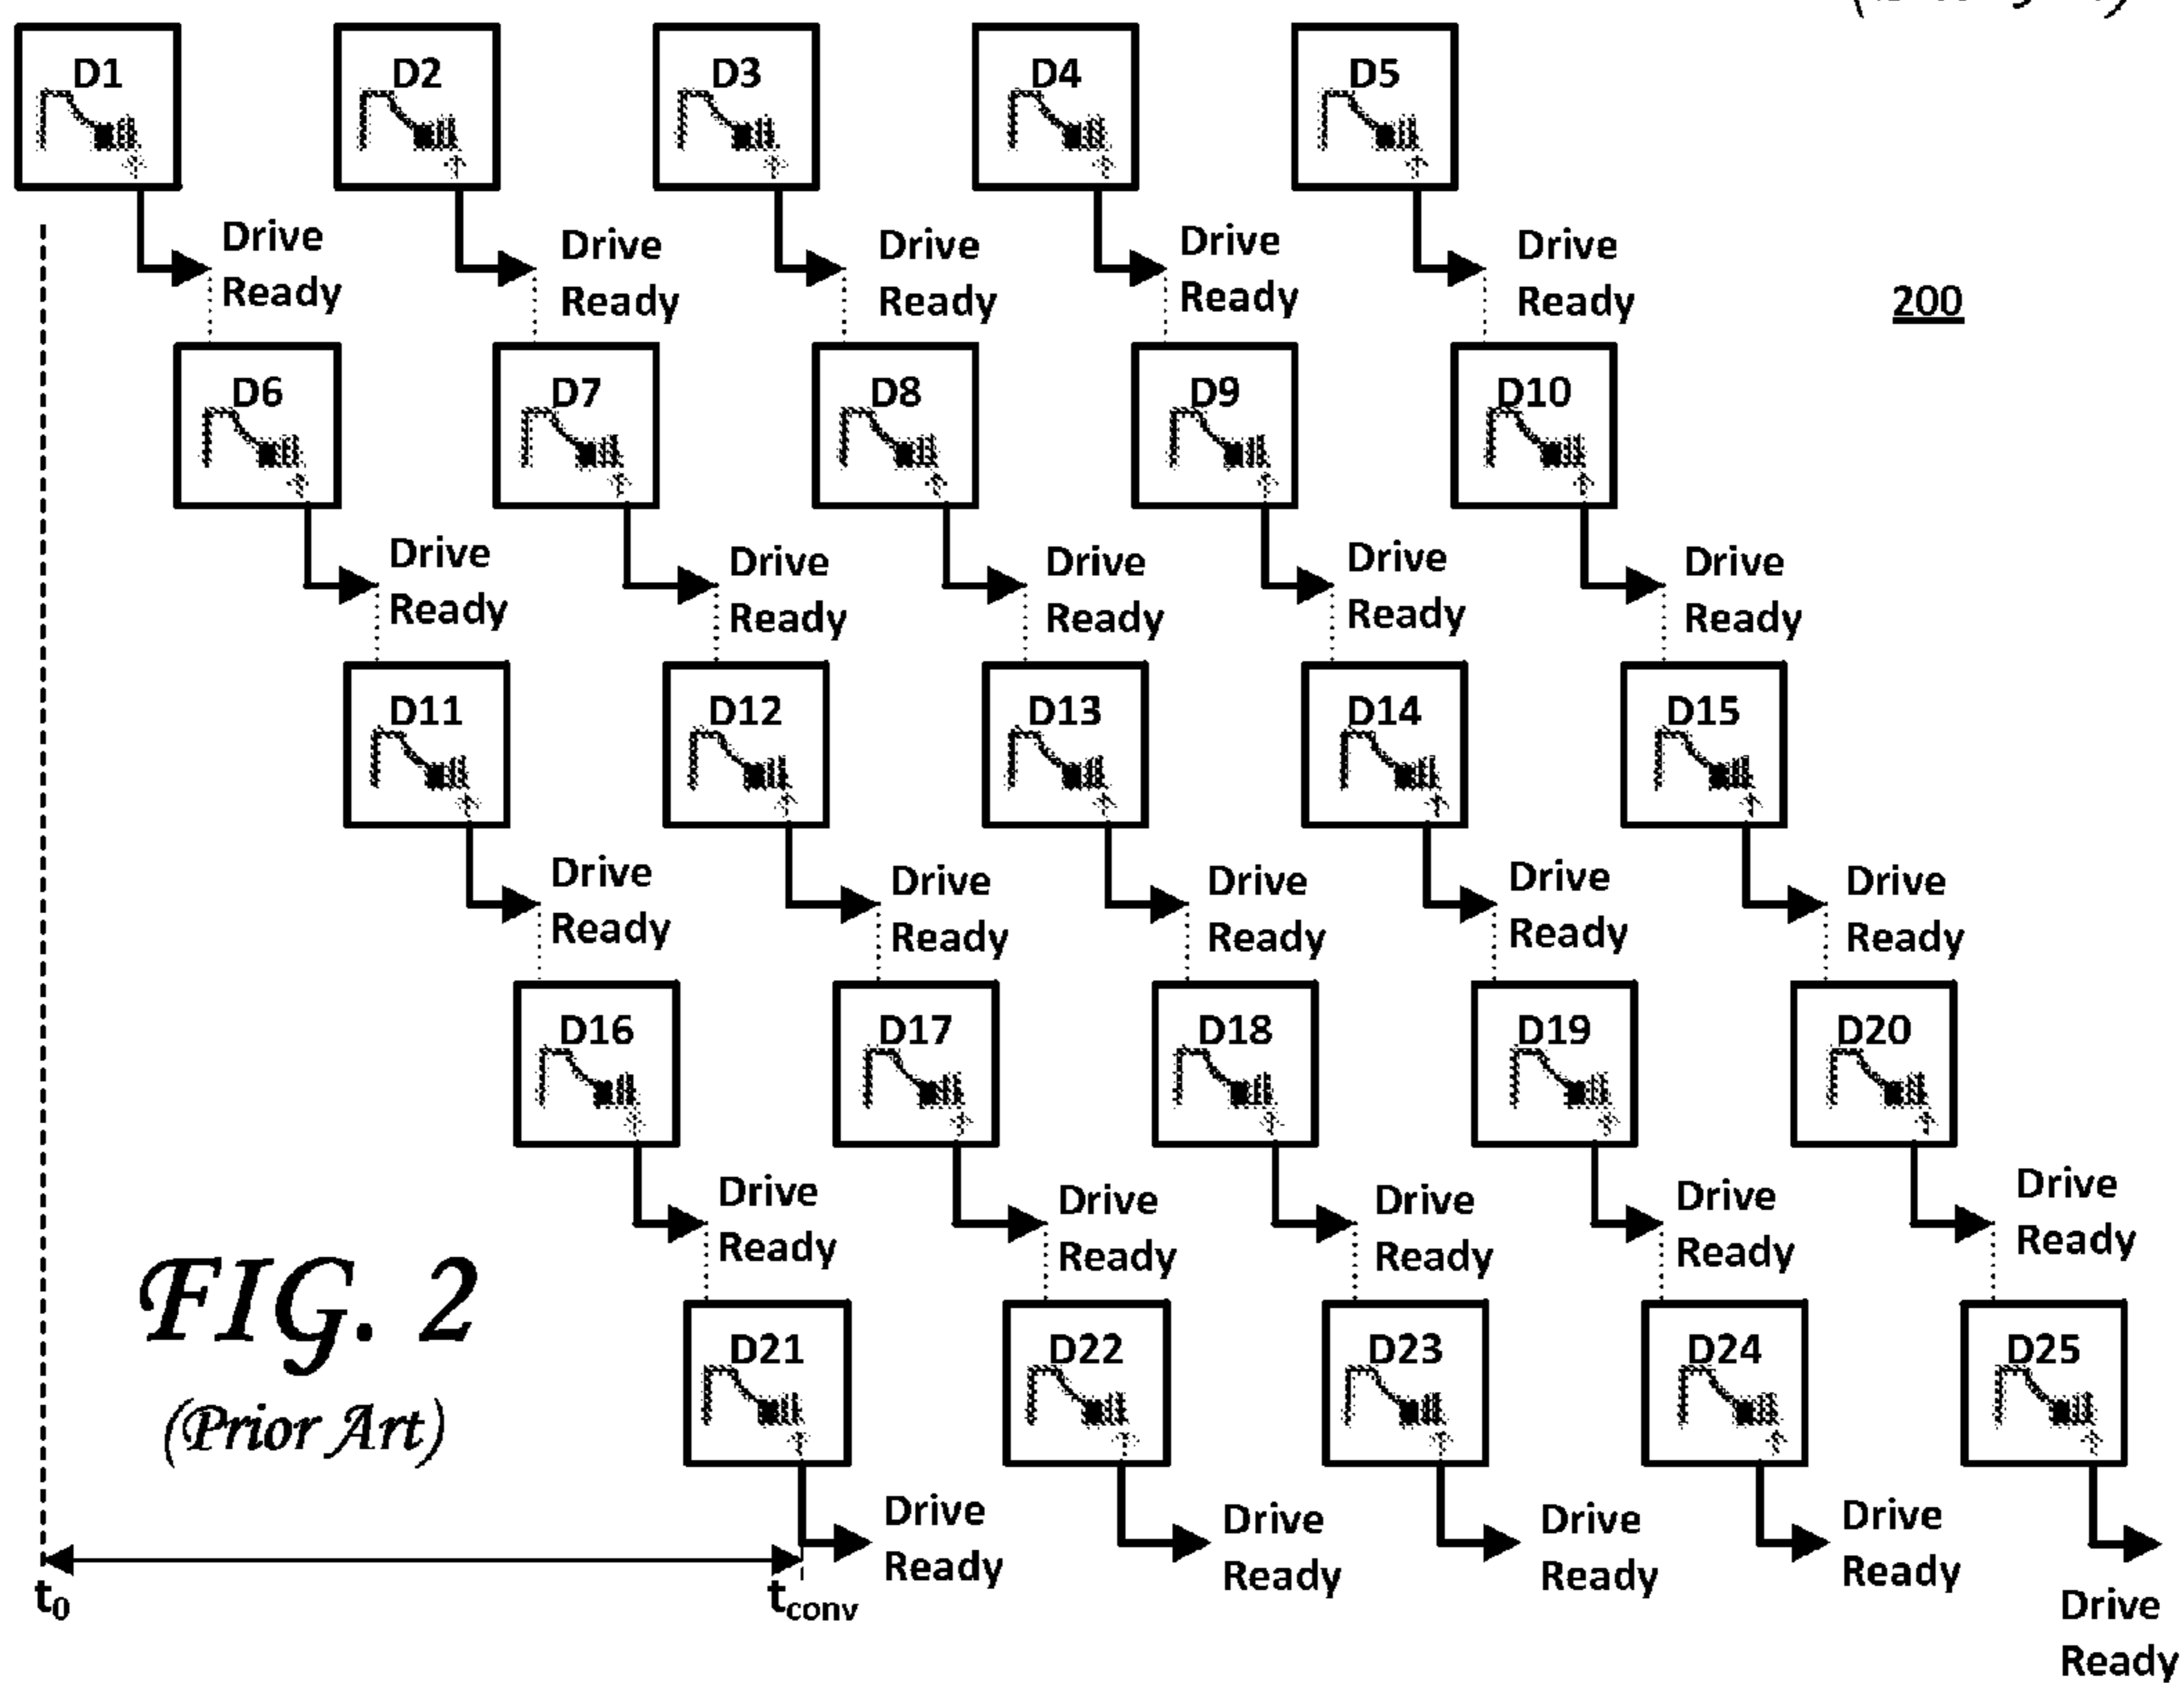 D1 D2 D3 D4 D5
Drive Drive Drive Drive Drive
Ready Ready Ready Ready Ready
200
D6 D7 D8 D9 D10
Drive Drive Drive Drive Drive
Ready Ready Ready Ready Ready
D11 D12 D13 D14 D15
Drive Drive Drive Drive Drive
Ready Ready Ready Ready Ready
D16 D17 D18 D19 D20
Drive Drive Drive Drive Drive
Ready Ready Ready Ready Ready
FIG. 2
(Prior Art)
D21 D22 D23 D24 D25
Drive Drive Drive Drive
Ready Ready Ready Ready
t0 tconv
Drive
Ready